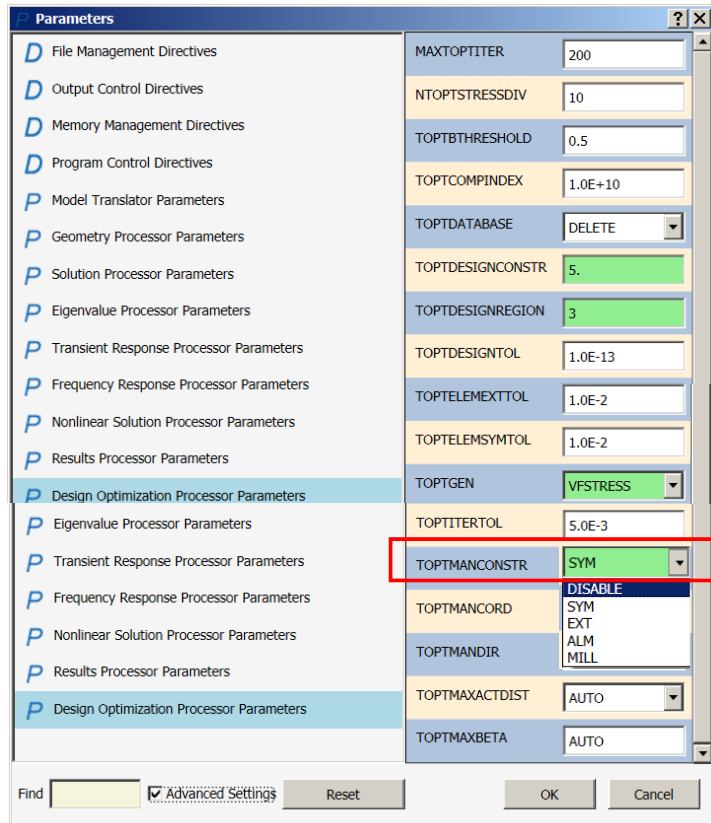 P Parameters ? X
D File Management Directives
D Output Control Directives
D Memory Management Directives
D Program Control Directives
P Model Translator Parameters
P Geometry Processor Parameters
P Solution Processor Parameters
P Eigenvalue Processor Parameters
P Transient Response Processor Parameters
P Frequency Response Processor Parameters
P Nonlinear Solution Processor Parameters
P Results Processor Parameters
P Design Optimization Processor Parameters
P Eigenvalue Processor Parameters
P Transient Response Processor Parameters
P Frequency Response Processor Parameters
P Nonlinear Solution Processor Parameters
P Results Processor Parameters
P Design Optimization Processor Parameters
MAXTOPTITER 200
NTOPTSTRESSDIV 10
TOPTBTHRESHOLD 0.5
TOPTCOMPINDEX 1.0E+10
TOPTDATABASE DELETE
TOPTDESIGNCONSTR 5.
TOPTDESIGNREGION 3
TOPTDESIGNTOL 1.0E-13
TOPTELEMEXTTOL 1.0E-2
TOPTELEMSYMTOL 1.0E-2
TOPTGEN VFSTRESS
TOPTITERTOL 5.0E-3
TOPTMANCONSTR SYM
DISABLE
SYM
EXT
ALM
MILL
TOPTMANCORD
TOPTMANDIR
TOPTMAXACTDIST AUTO
TOPTMAXBETA AUTO
Find Advanced Settings Reset OK Cancel